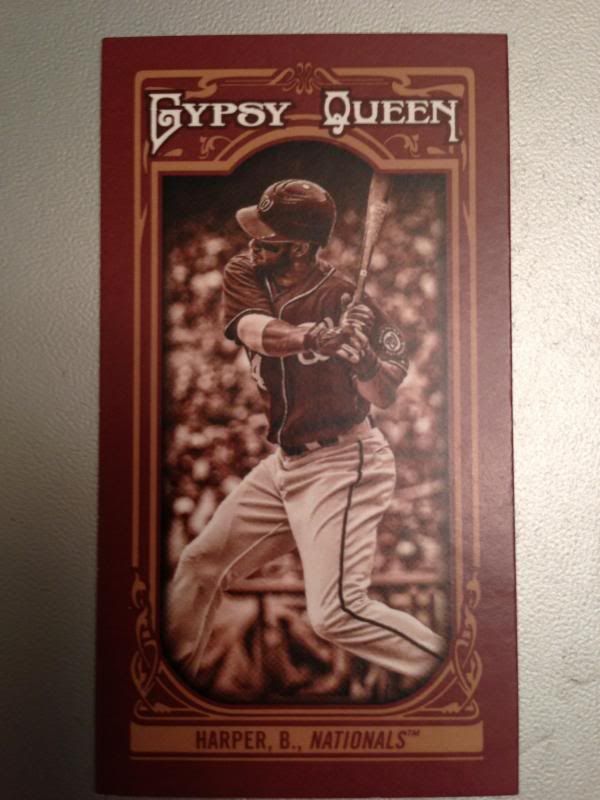 GYPSY QUEEN
HARPER, B., NATIONALS™